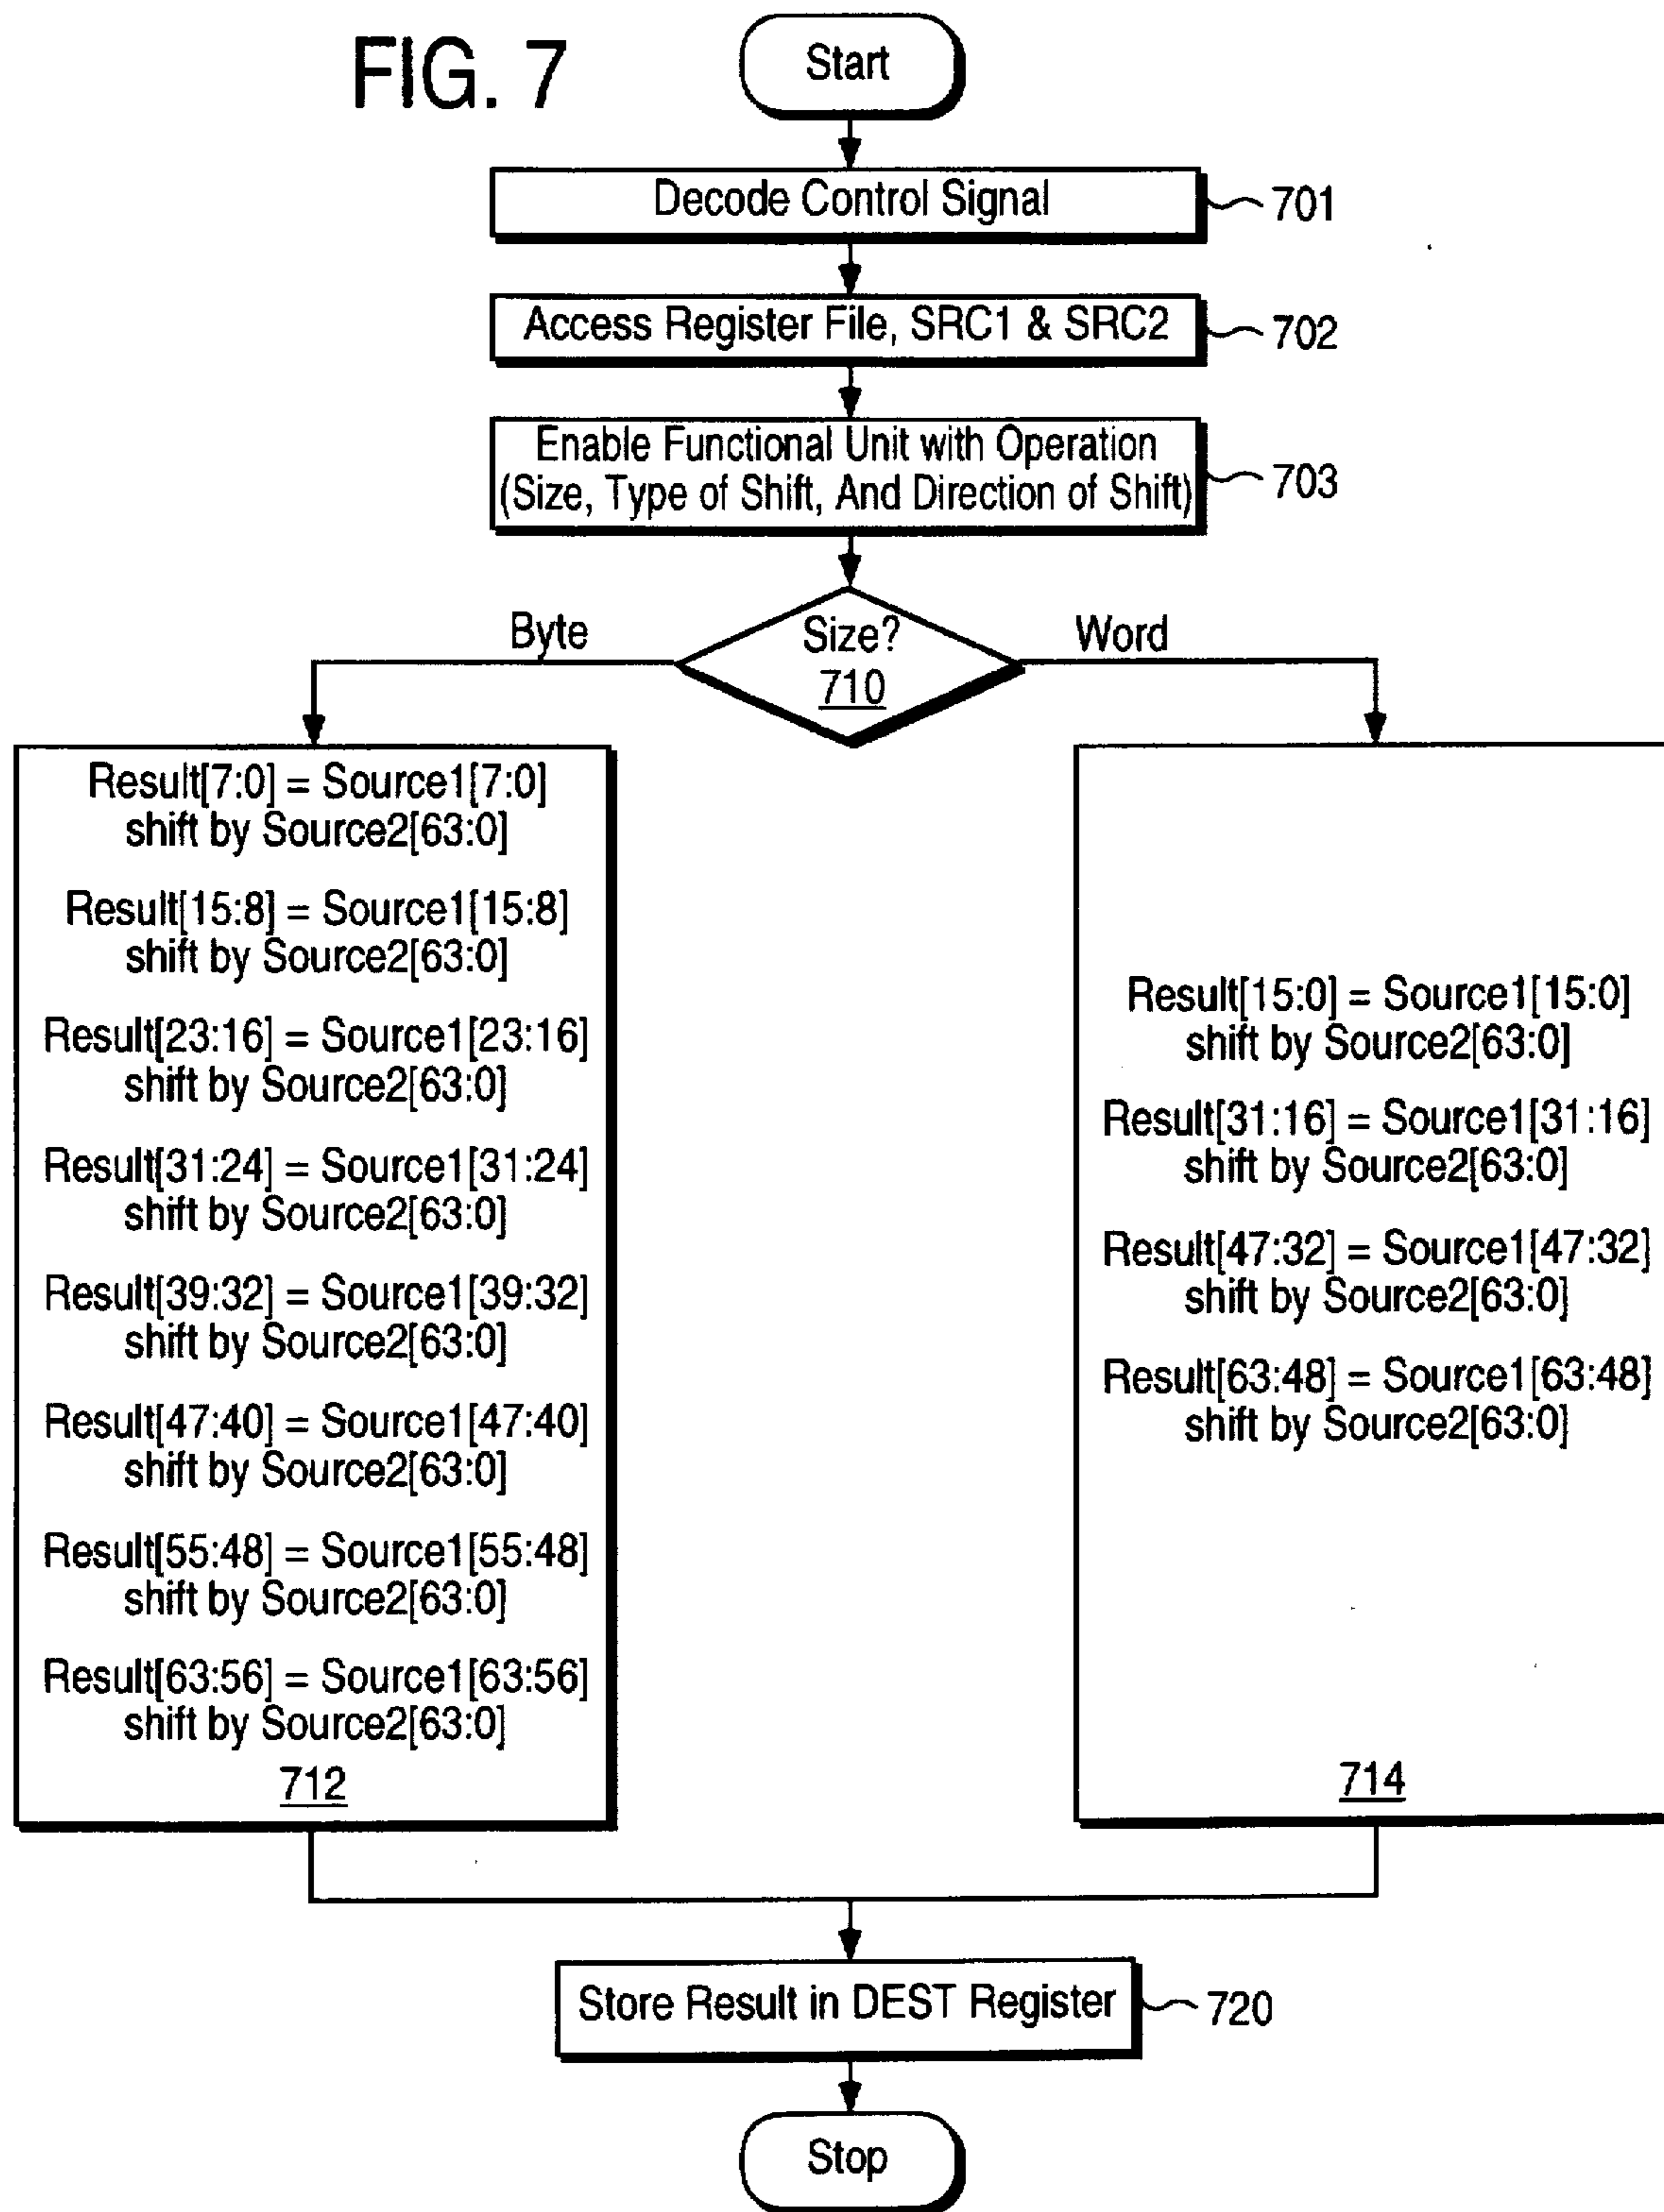 FIG. 7
Start
Decode Control Signal
701
Access Register File, SRC1 & SRC2
702
Enable Functional Unit with Operation
(Size, Type of Shift, And Direction of Shift)
703
Size?
710
Byte
Word
Result[7:0] = Source1[7:0]
shift by Source2[63:0]
Result[15:8] = Source1[15:8]
shift by Source2[63:0]
Result[23:16] = Source1[23:16]
shift by Source2[63:0]
Result[31:24] = Source1[31:24]
shift by Source2[63:0]
Result[39:32] = Source1[39:32]
shift by Source2[63:0]
Result[47:40] = Source1[47:40]
shift by Source2[63:0]
Result[55:48] = Source1[55:48]
shift by Source2[63:0]
Result[63:56] = Source1[63:56]
shift by Source2[63:0]
712
Result[15:0] = Source1[15:0]
shift by Source2[63:0]
Result[31:16] = Source1[31:16]
shift by Source2[63:0]
Result[47:32] = Source1[47:32]
shift by Source2[63:0]
Result[63:48] = Source1[63:48]
shift by Source2[63:0]
714
Store Result in DEST Register
720
Stop